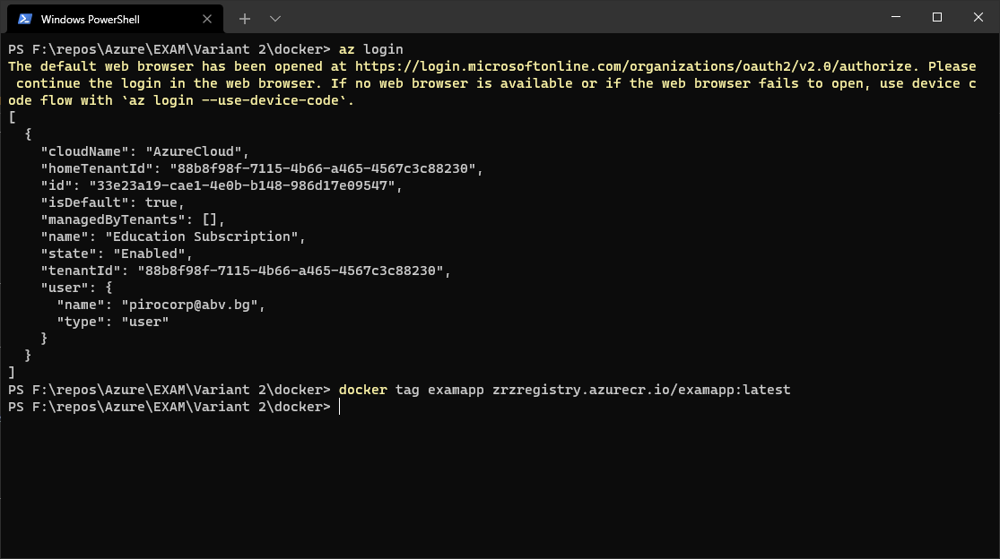 Windows PowerShell
PS F:\repos\Azure\EXAM\Variant 2\docker> az login
The default web browser has been opened at https://login.microsoftonline.com/organizations/oauth2/v2.0/authorize. Please
 continue the login in the web browser. If no web browser is available or if the web browser fails to open, use device c
ode flow with `az login --use-device-code`.
[
  {
    "cloudName": "AzureCloud",
    "homeTenantId": "88b8f98f-7115-4b66-a465-4567c3c88230",
    "id": "33e23a19-cae1-4e0b-b148-986d17e09547",
    "isDefault": true,
    "managedByTenants": [],
    "name": "Education Subscription",
    "state": "Enabled",
    "tenantId": "88b8f98f-7115-4b66-a465-4567c3c88230",
    "user": {
      "name": "pirocorp@abv.bg",
      "type": "user"
    }
  }
]
PS F:\repos\Azure\EXAM\Variant 2\docker> docker tag examapp zrzregistry.azurecr.io/examapp:latest
PS F:\repos\Azure\EXAM\Variant 2\docker>